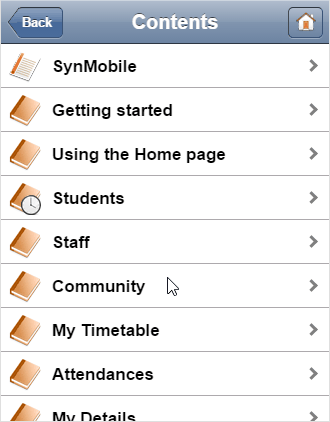 Back
Contents
SynMobile
Getting started
Using the Home page
Students
Staff
Community
My Timetable
Attendances
My Details